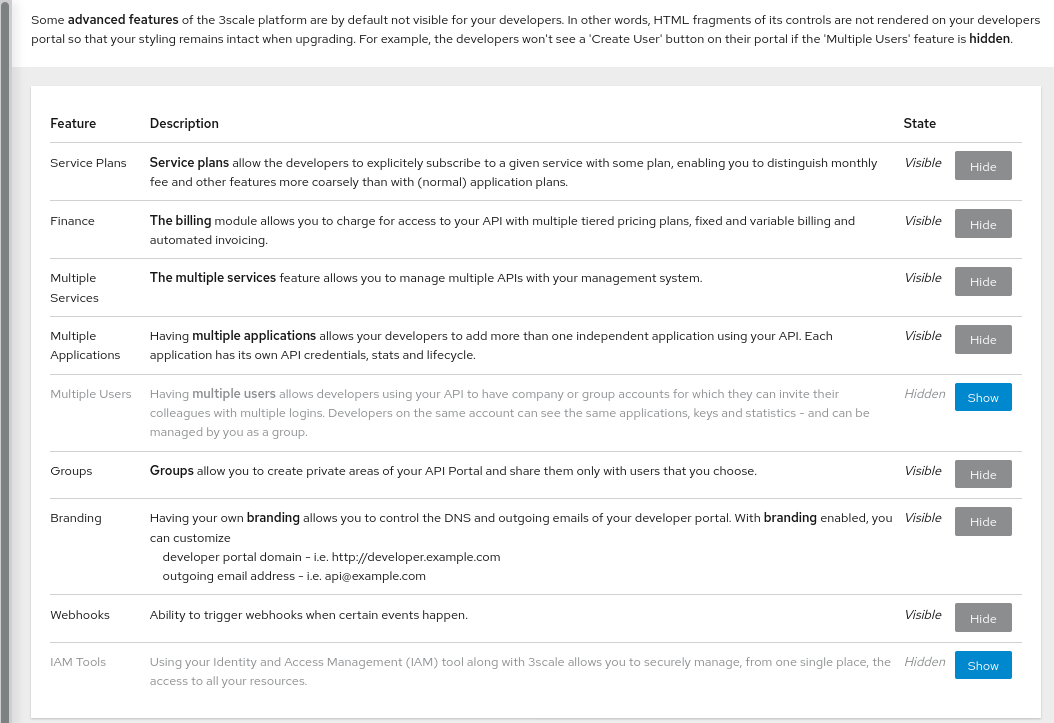 Some advanced features of the 3scale platform are by default not visible for your developers. In other words, HTML fragments of its controls are not rendered on your developers
portal so that your styling remains intact when upgrading. For example, the developers won't see a 'Create User' button on their portal if the 'Multiple Users' feature is hidden.
Feature Description State
Service Plans Service plans allow the developers to explicitely subscribe to a given service with some plan, enabling you to distinguish monthly Visible Hide
fee and other features more coarsely than with (normal) application plans.
Finance The billing module allows you to charge for access to your API with multiple tiered pricing plans, fixed and variable billing and Visible Hide
automated invoicing.
Multiple The multiple services feature allows you to manage multiple APIs with your management system. Visible Hide
Services
Multiple Having multiple applications allows your developers to add more than one independent application using your API. Each Visible Hide
Applications application has its own API credentials, stats and lifecycle.
Multiple Users Having multiple users allows developers using your API to have company or group accounts for which they can invite their Hidden Show
colleagues with multiple logins. Developers on the same account can see the same applications, keys and statistics - and can be
managed by you as a group.
Groups Groups allow you to create private areas of your API Portal and share them only with users that you choose. Visible Hide
Branding Having your own branding allows you to control the DNS and outgoing emails of your developer portal. With branding enabled, you Visible Hide
can customize
developer portal domain - i.e. http://developer.example.com
outgoing email address - i.e. api@example.com
Webhooks Ability to trigger webhooks when certain events happen. Visible Hide
IAM Tools Using your Identity and Access Management (IAM) tool along with 3scale allows you to securely manage, from one single place, the Hidden Show
access to all your resources.